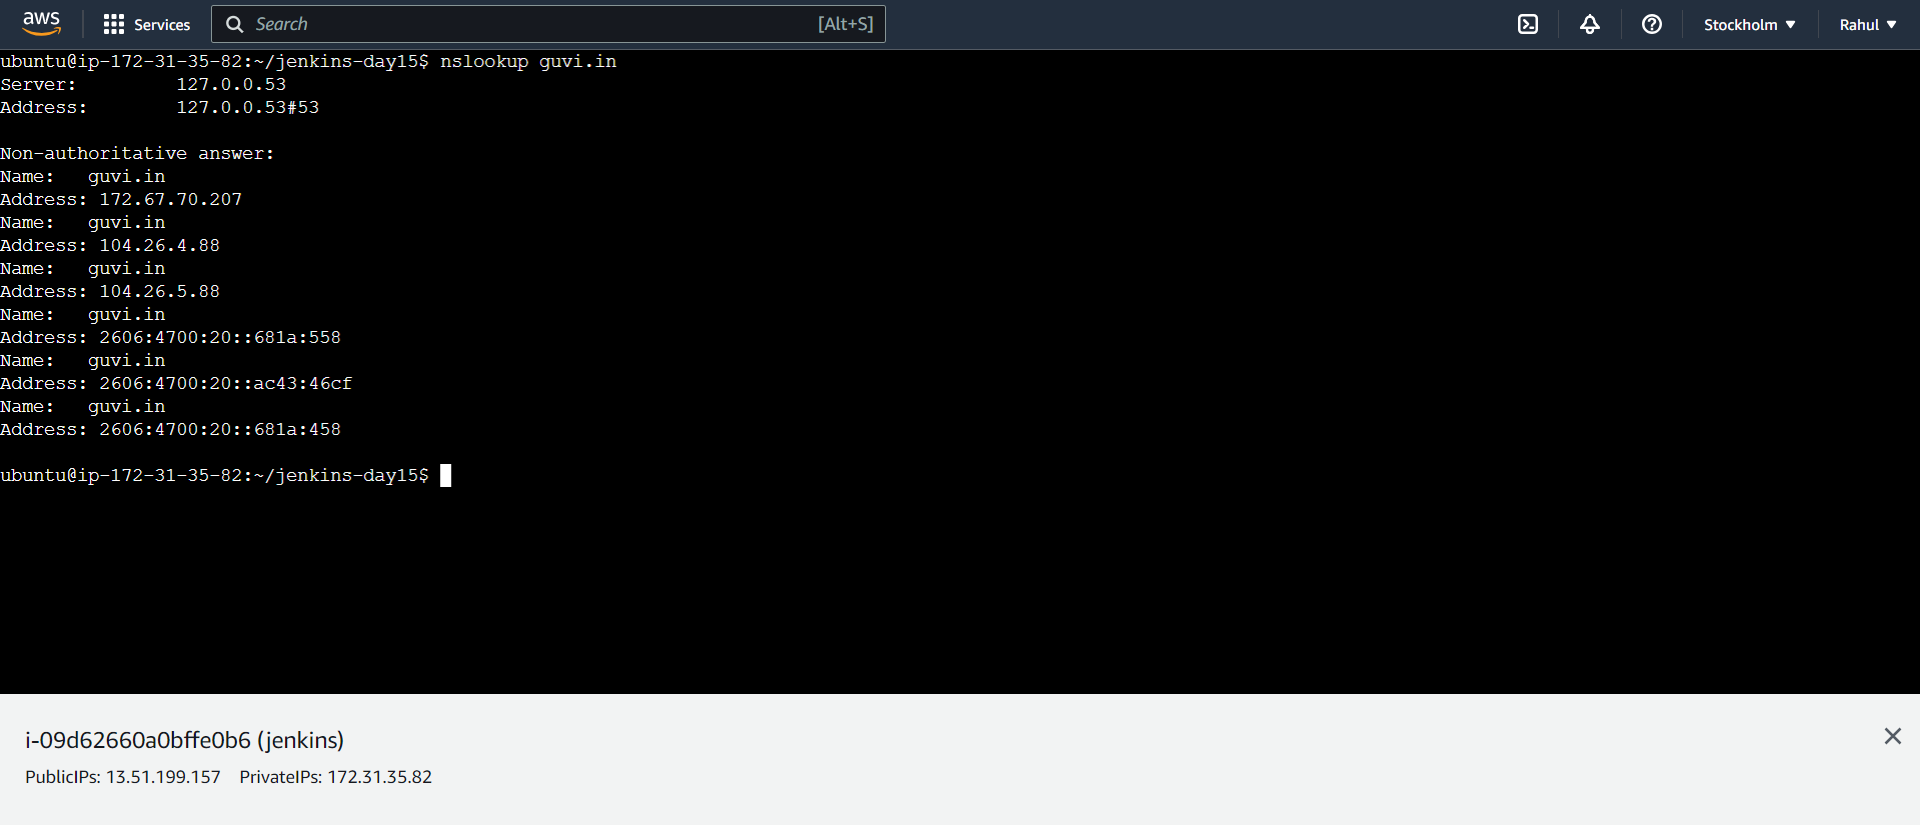 aws Services Search [Alt+S] Stockholm Rahul
ubuntu@ip-172-31-35-82:~/jenkins-day15$ nslookup guvi.in
Server: 127.0.0.53
Address: 127.0.0.53#53
Non-authoritative answer:
Name: guvi.in
Address: 172.67.70.207
Name: guvi.in
Address: 104.26.4.88
Name: guvi.in
Address: 104.26.5.88
Name: guvi.in
Address: 2606:4700:20::681a:558
Name: guvi.in
Address: 2606:4700:20::ac43:46cf
Name: guvi.in
Address: 2606:4700:20::681a:458
ubuntu@ip-172-31-35-82:~/jenkins-day15$
i-09d62660a0bffe0b6 (jenkins)
PublicIPs: 13.51.199.157 PrivateIPs: 172.31.35.82